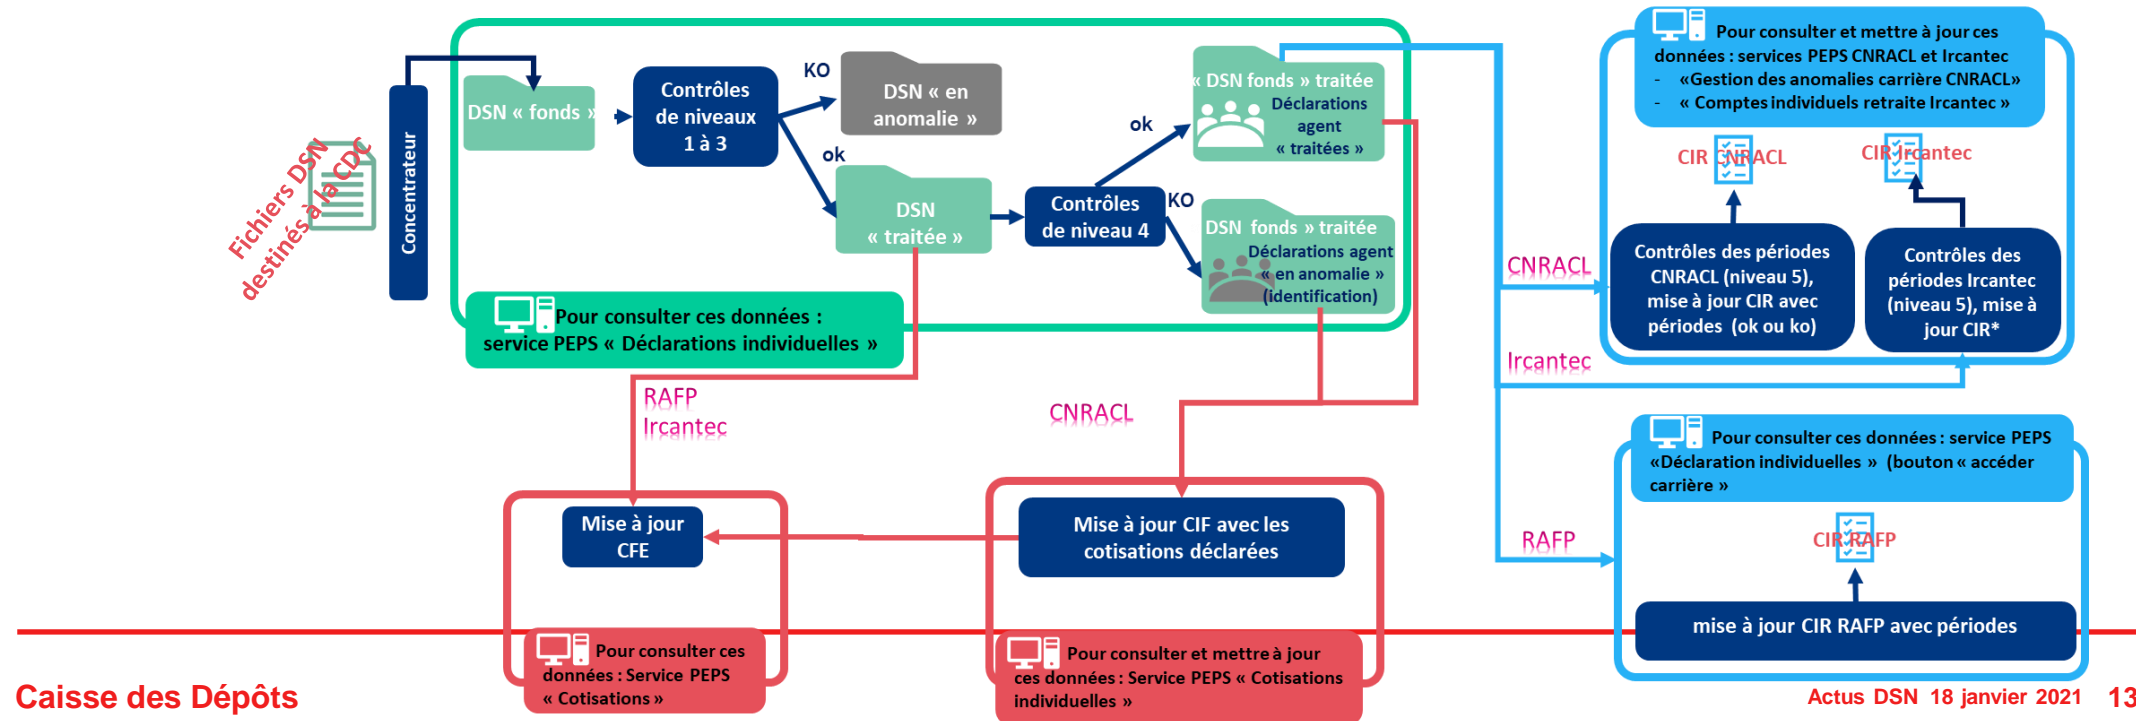 Fichiers DSN
destinés à la CDC
Concentrateur
DSN « fonds »
Contrôles
de niveaux
1 à 3
KO
DSN « en
anomalie »
ok
DSN
« traitée »
Contrôles
de niveau 4
ok
« DSN fonds » traitée
Déclarations
agent
« traitées »
KO
DSN fonds » traitée
Déclarations agent
« en anomalie »
(identification)
Pour consulter ces données :
service PEPS « Déclarations individuelles »
RAFP
Ircantec
CNRACL
Mise à jour
CFE
Pour consulter ces
données : Service PEPS
« Cotisations »
Mise à jour CIF avec les
cotisations déclarées
Pour consulter et mettre à jour
ces données : Service PEPS « Cotisations
individuelles »
CNRACL
Ircantec
RAFP
Pour consulter et mettre à jour ces
données : services PEPS CNRACL et Ircantec
- «Gestion des anomalies carrière CNRACL»
- « Comptes individuels retraite Ircantec »
CIR CNRACL
CIR Ircantec
Contrôles des périodes
CNRACL (niveau 5),
mise à jour CIR avec
périodes (ok ou ko)
Contrôles des
périodes Ircantec
(niveau 5), mise à
jour CIR*
Pour consulter ces données : service PEPS
«Déclaration individuelles » (bouton « accéder
carrière »
CIR RAFP
mise à jour CIR RAFP avec périodes
Caisse des Dépôts
Actus DSN 18 janvier 2021 13